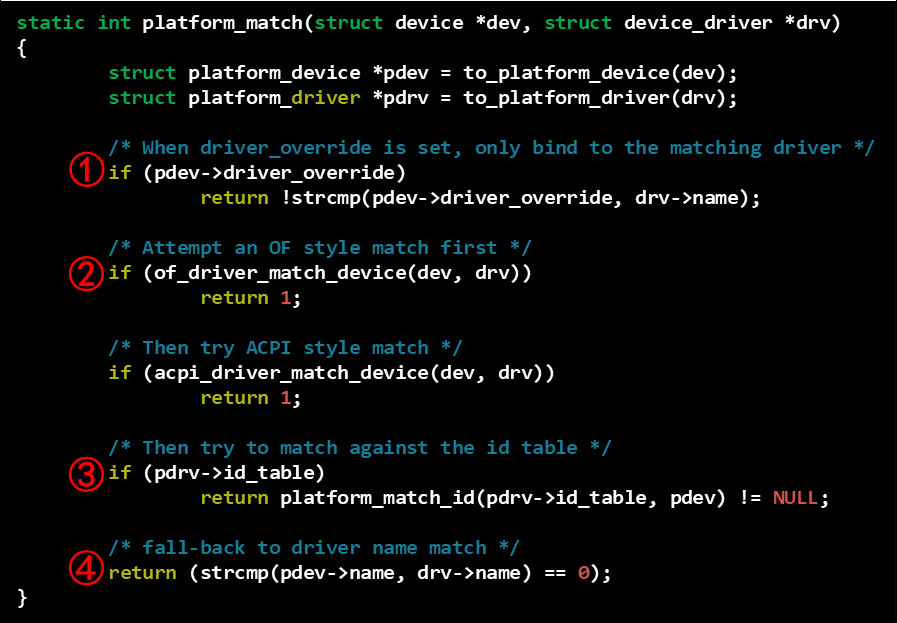 static int platform_match(struct device *dev, struct device_driver *drv)
{
        struct platform_device *pdev = to_platform_device(dev);
        struct platform_driver *pdrv = to_platform_driver(drv);

        /* When driver_override is set, only bind to the matching driver */
①      if (pdev->driver_override)
                return !strcmp(pdev->driver_override, drv->name);

        /* Attempt an OF style match first */
②      if (of_driver_match_device(dev, drv))
                return 1;

        /* Then try ACPI style match */
        if (acpi_driver_match_device(dev, drv))
                return 1;

        /* Then try to match against the id table */
③      if (pdrv->id_table)
                return platform_match_id(pdrv->id_table, pdev) != NULL;

        /* fall-back to driver name match */
④      return (strcmp(pdev->name, drv->name) == 0);
}